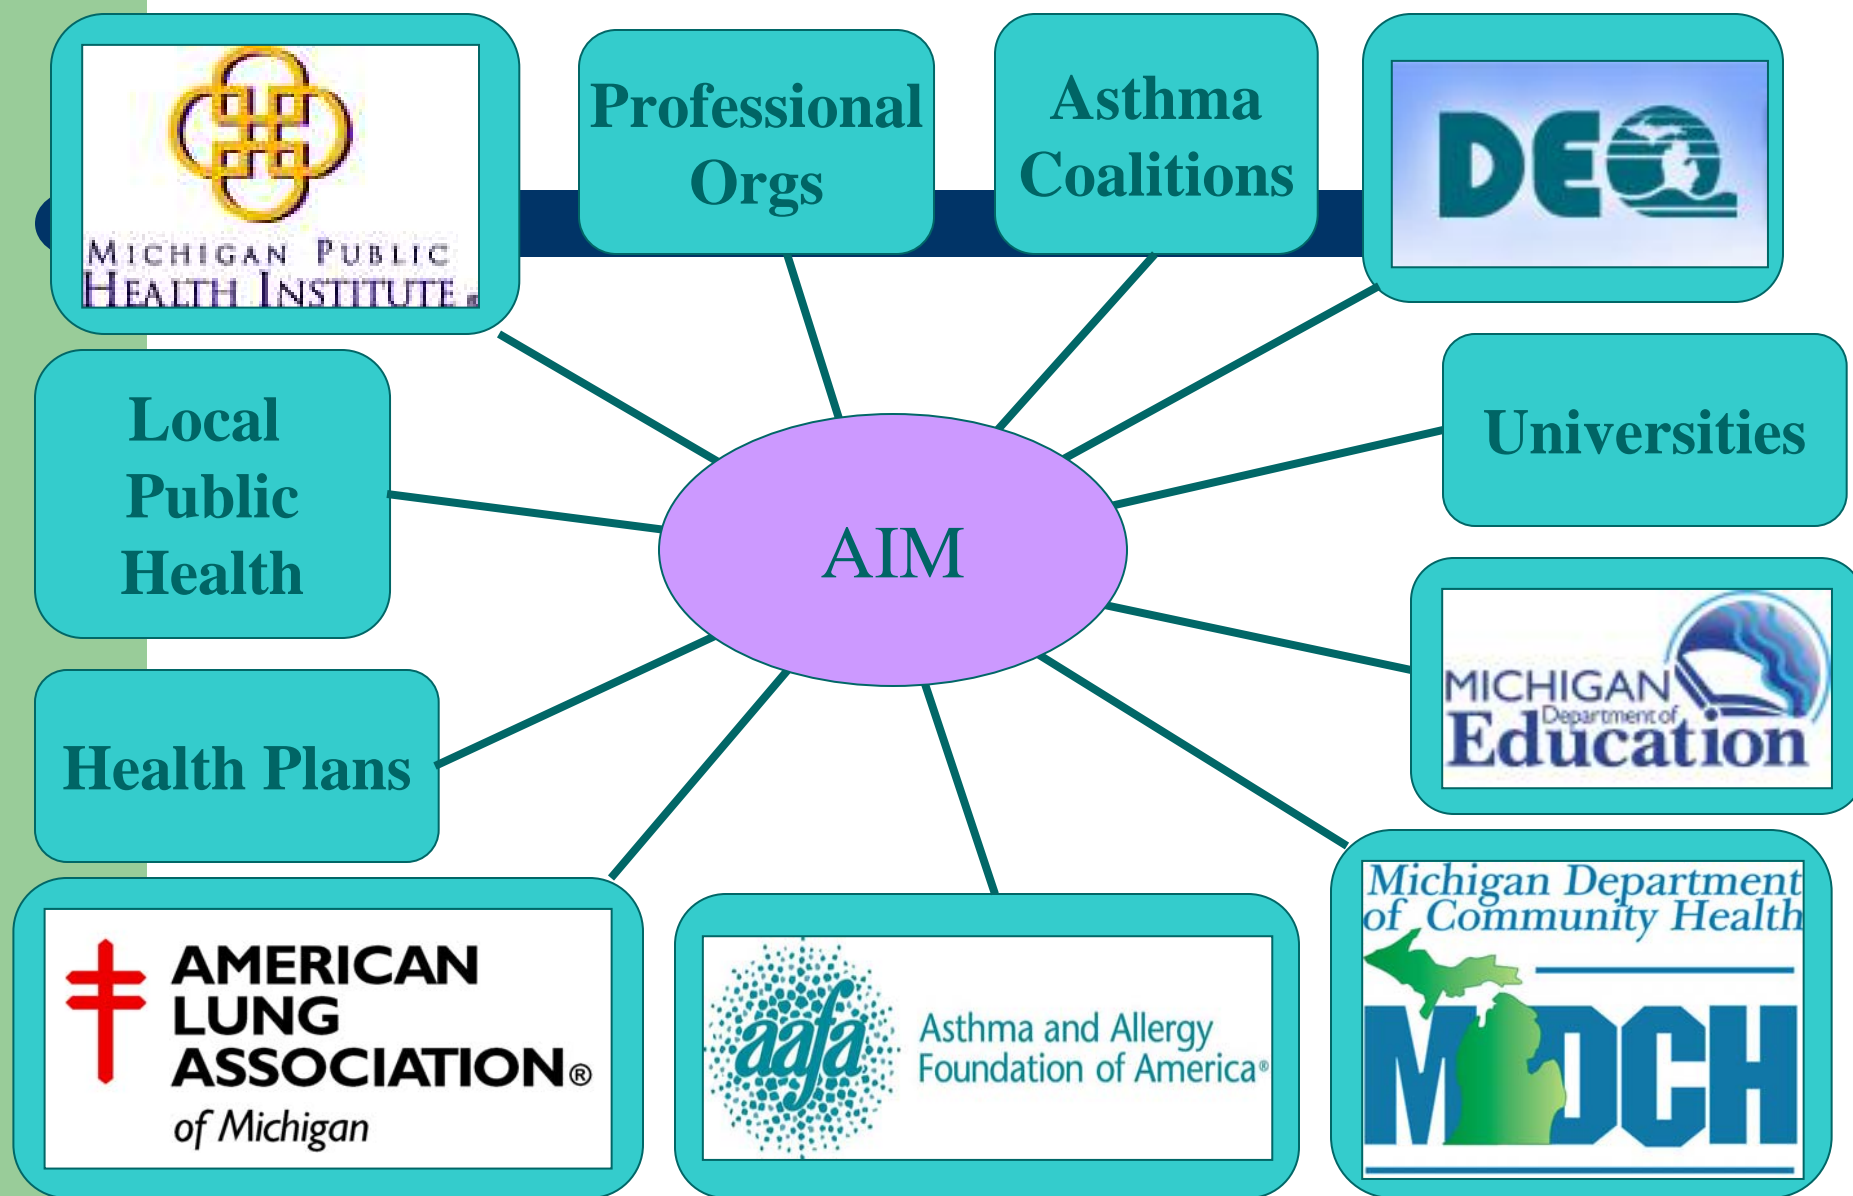 MICHIGAN PUBLIC
HEALTH INSTITUTE ®
Professional
Orgs
Asthma
Coalitions
DEQ
Local
Public
Health
AIM
Universities
MICHIGAN
Department of
Education
Health Plans
AMERICAN
LUNG
ASSOCIATION®
of Michigan
aafa
Asthma and Allergy
Foundation of America®
Michigan Department
of Community Health
MDCH